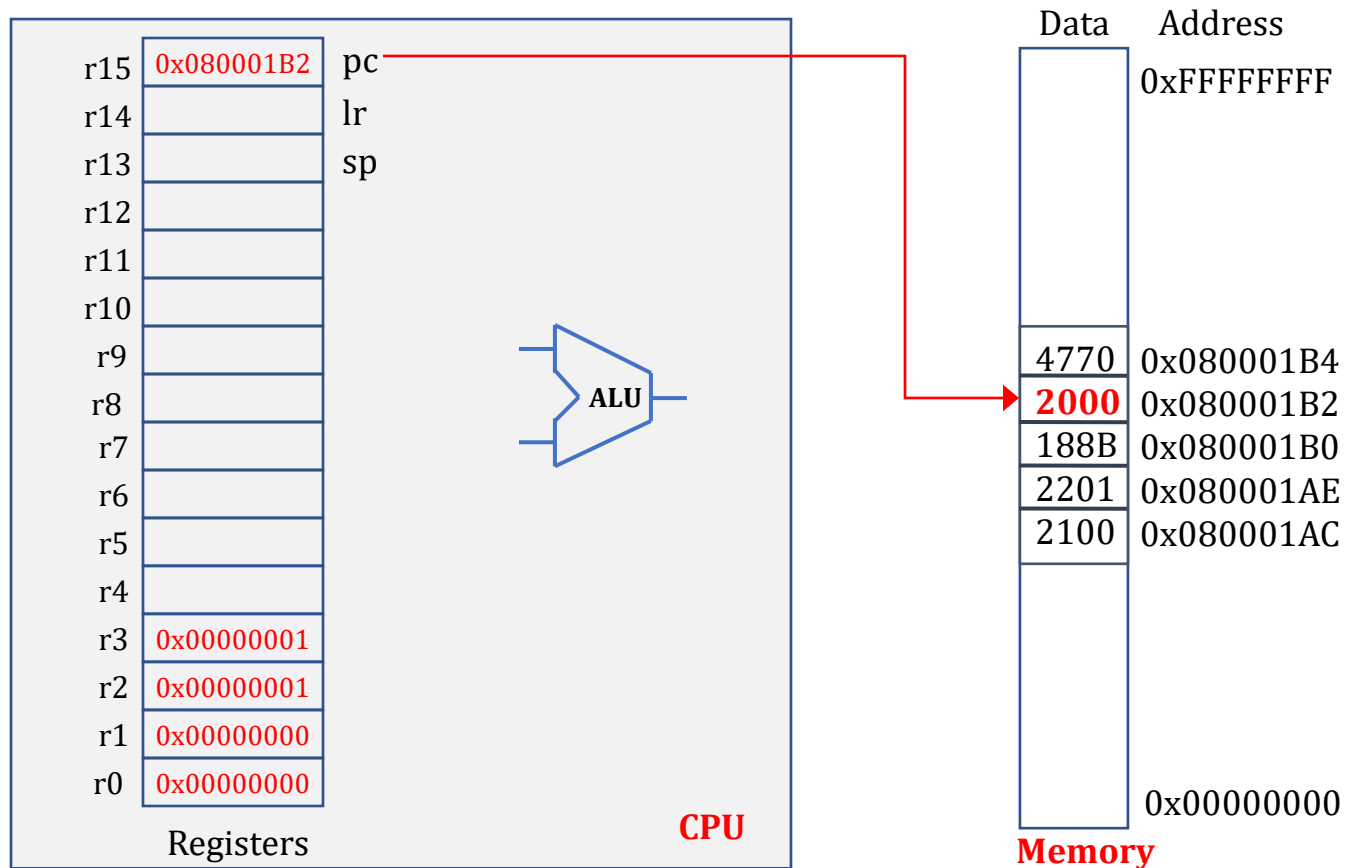 Data Address
r15 0x080001B2 pc
0xFFFFFFFF
r14 lr
r13 sp
r12
r11
r10
r9
4770 0x080001B4
r8
ALU
2000 0x080001B2
r7
188B 0x080001B0
r6
2201 0x080001AE
r5
2100 0x080001AC
r4
r3 0x00000001
r2 0x00000001
r1 0x00000000
r0 0x00000000
0x00000000
Registers
CPU
Memory